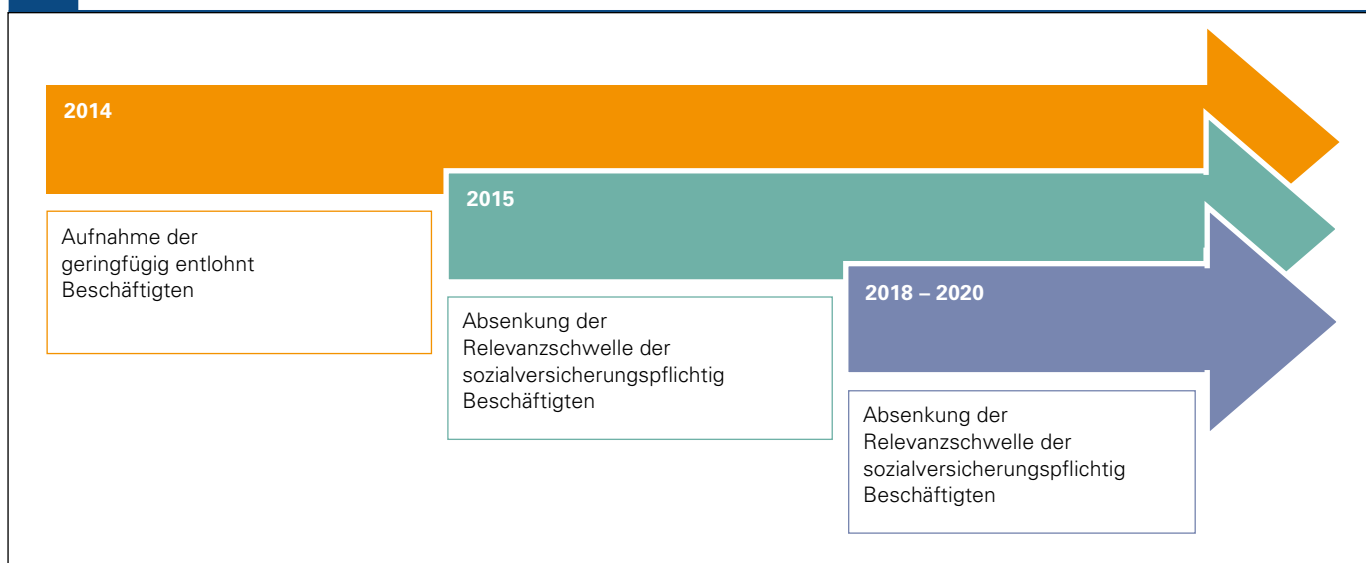 2014
Aufnahme der
geringfügig entlohnt
Beschäftigten
2015
Absenkung der
Relevanzschwelle der
sozialversicherungspflichtig
Beschäftigten
2018 – 2020
Absenkung der
Relevanzschwelle der
sozialversicherungspflichtig
Beschäftigten